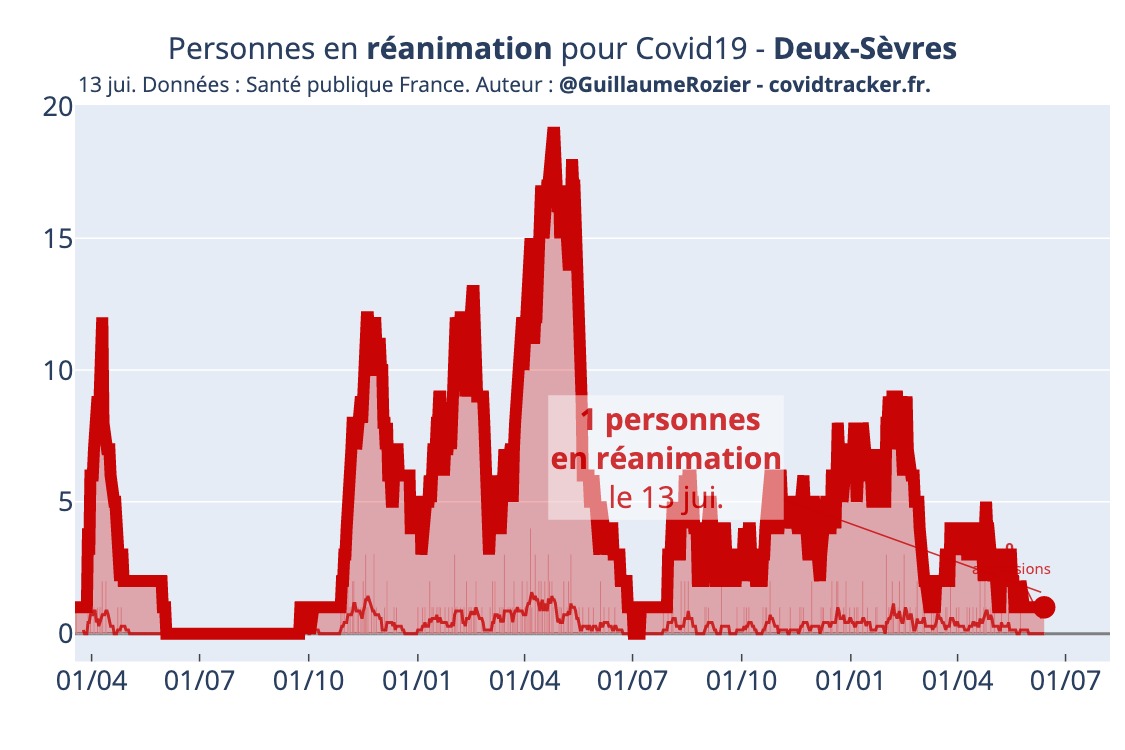 Personnes en réanimation pour Covid19 - Deux-Sèvres
13 jui. Données : Santé publique France. Auteur : @GuillaumeRozier - covidtracker.fr.
20
15
10
5
0
1 personnes
en réanimation
le 13 jui.
01/04 01/07 01/10 01/01 01/04 01/07 01/10 01/01 01/04 01/07